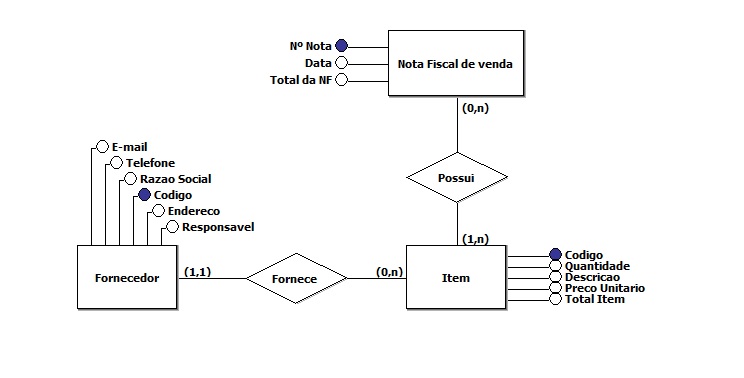 Nº Nota
Data
Total da NF
Nota Fiscal de venda
(0,n)
Possui
(1,n)
E-mail
Telefone
Razao Social
Codigo
Endereco
Responsavel
Fornecedor
(1,1)
Fornece
(0,n)
Item
Codigo
Quantidade
Descricao
Preco Unitario
Total Item